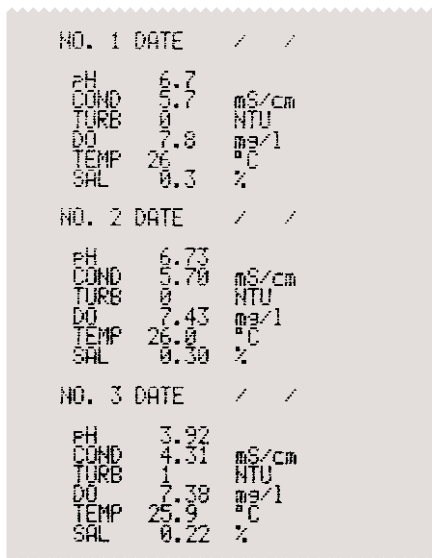 NO. 1 DATE / /
pH 6.7
COND 5.7 mS/cm
TURB 0 NTU
DO 7.8 mg/l
TEMP 26 °C
SAL 0.3 %
NO. 2 DATE / /
pH 6.73
COND 5.70 mS/cm
TURB 0 NTU
DO 7.43 mg/l
TEMP 26.0 °C
SAL 0.30 %
NO. 3 DATE / /
pH 3.92
COND 4.31 mS/cm
TURB 1 NTU
DO 7.38 mg/l
TEMP 25.9 °C
SAL 0.22 %